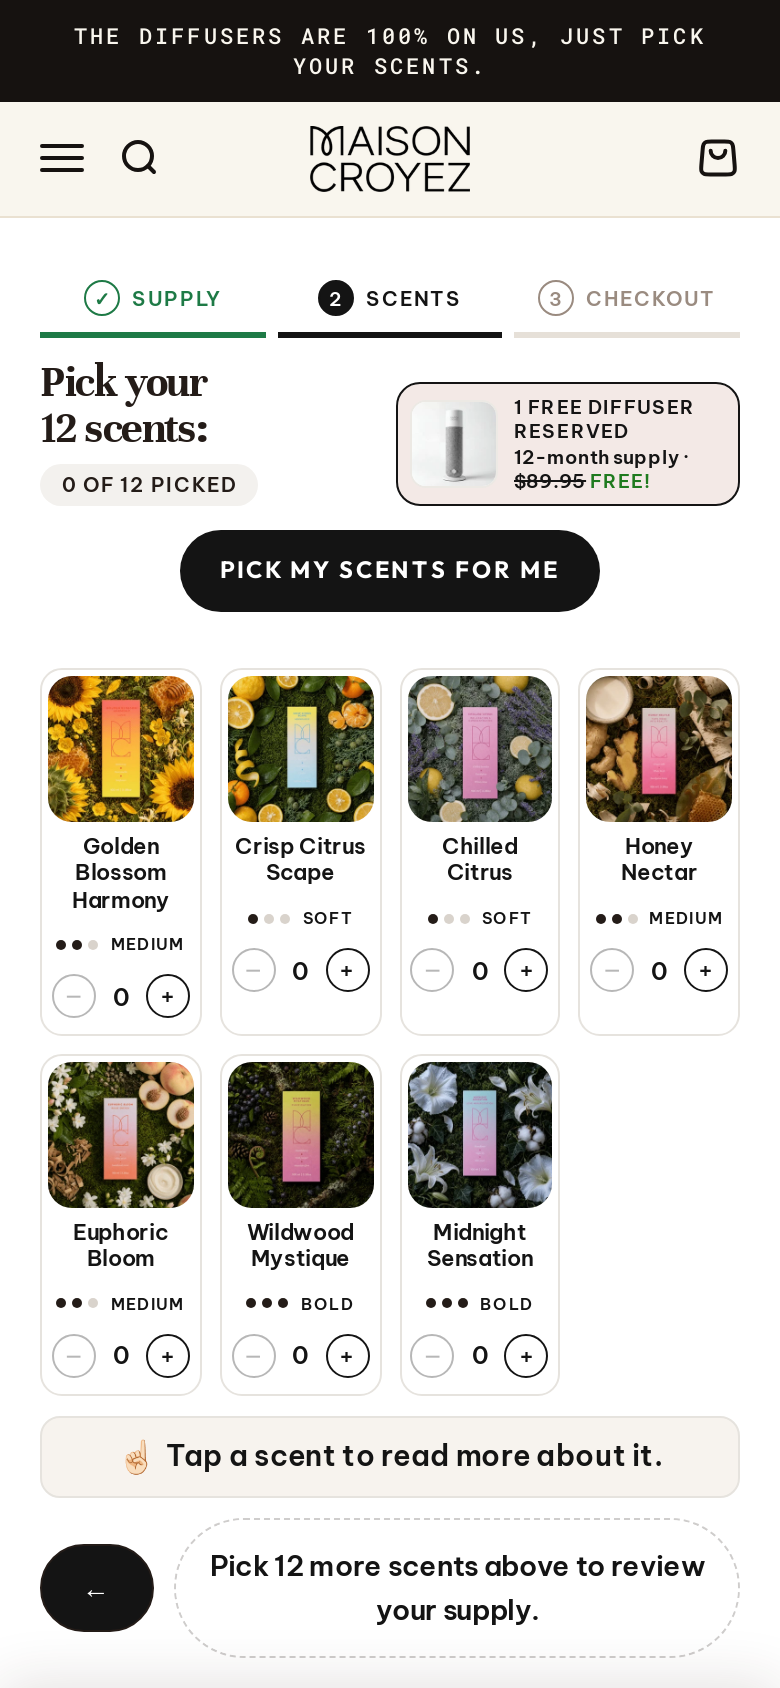 THE DIFFUSERS ARE 100% ON US, JUST PICK
YOUR SCENTS.
MAISON
CROYEZ
✓ SUPPLY
2 SCENTS
3 CHECKOUT
Pick your
12 scents:
0 OF 12 PICKED
1 FREE DIFFUSER
RESERVED
12-month supply ·
$89.95 FREE!
PICK MY SCENTS FOR ME
Golden
Blossom
Harmony
MEDIUM
− 0 +
Crisp Citrus
Scape
SOFT
− 0 +
Chilled
Citrus
SOFT
− 0 +
Honey
Nectar
MEDIUM
− 0 +
Euphoric
Bloom
MEDIUM
− 0 +
Wildwood
Mystique
BOLD
− 0 +
Midnight
Sensation
BOLD
− 0 +
☝🏻 Tap a scent to read more about it.
←
Pick 12 more scents above to review
your supply.